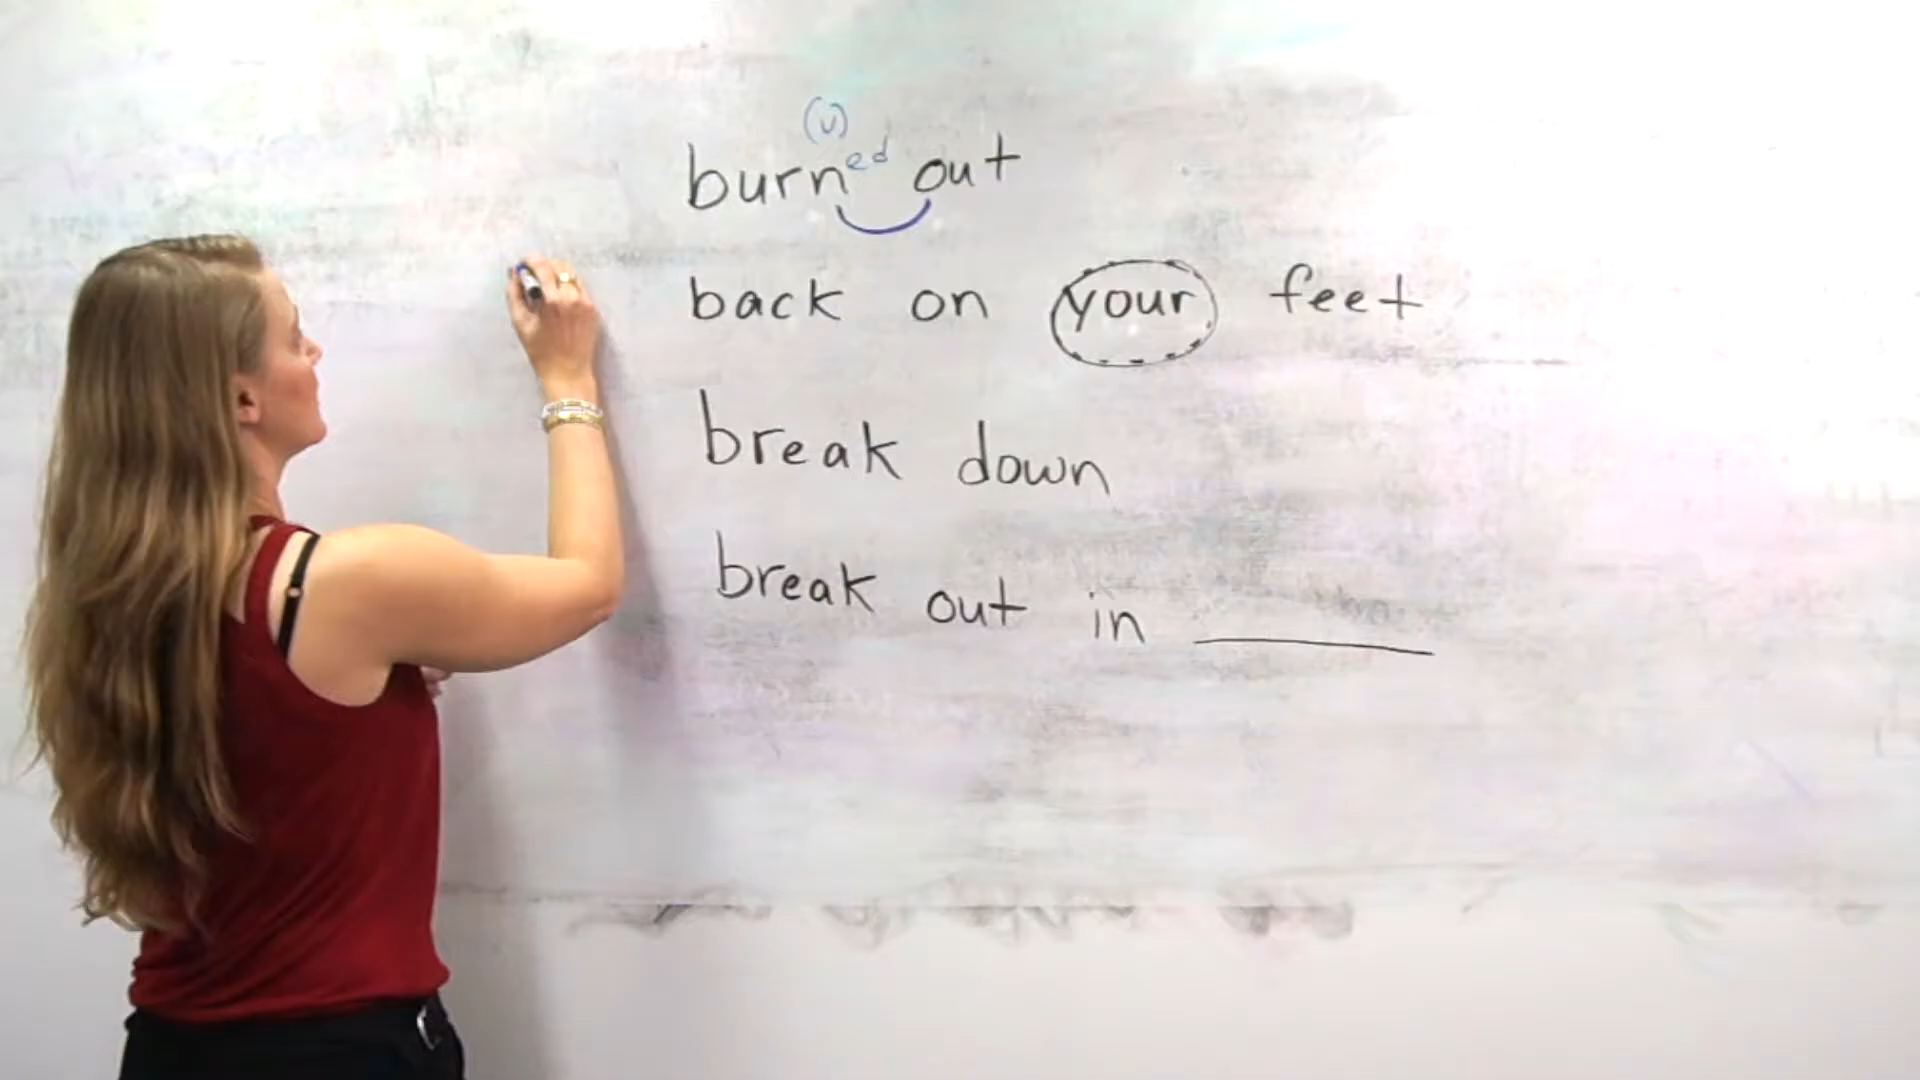 (v)
burned out
back on your feet
break down
break out in ______